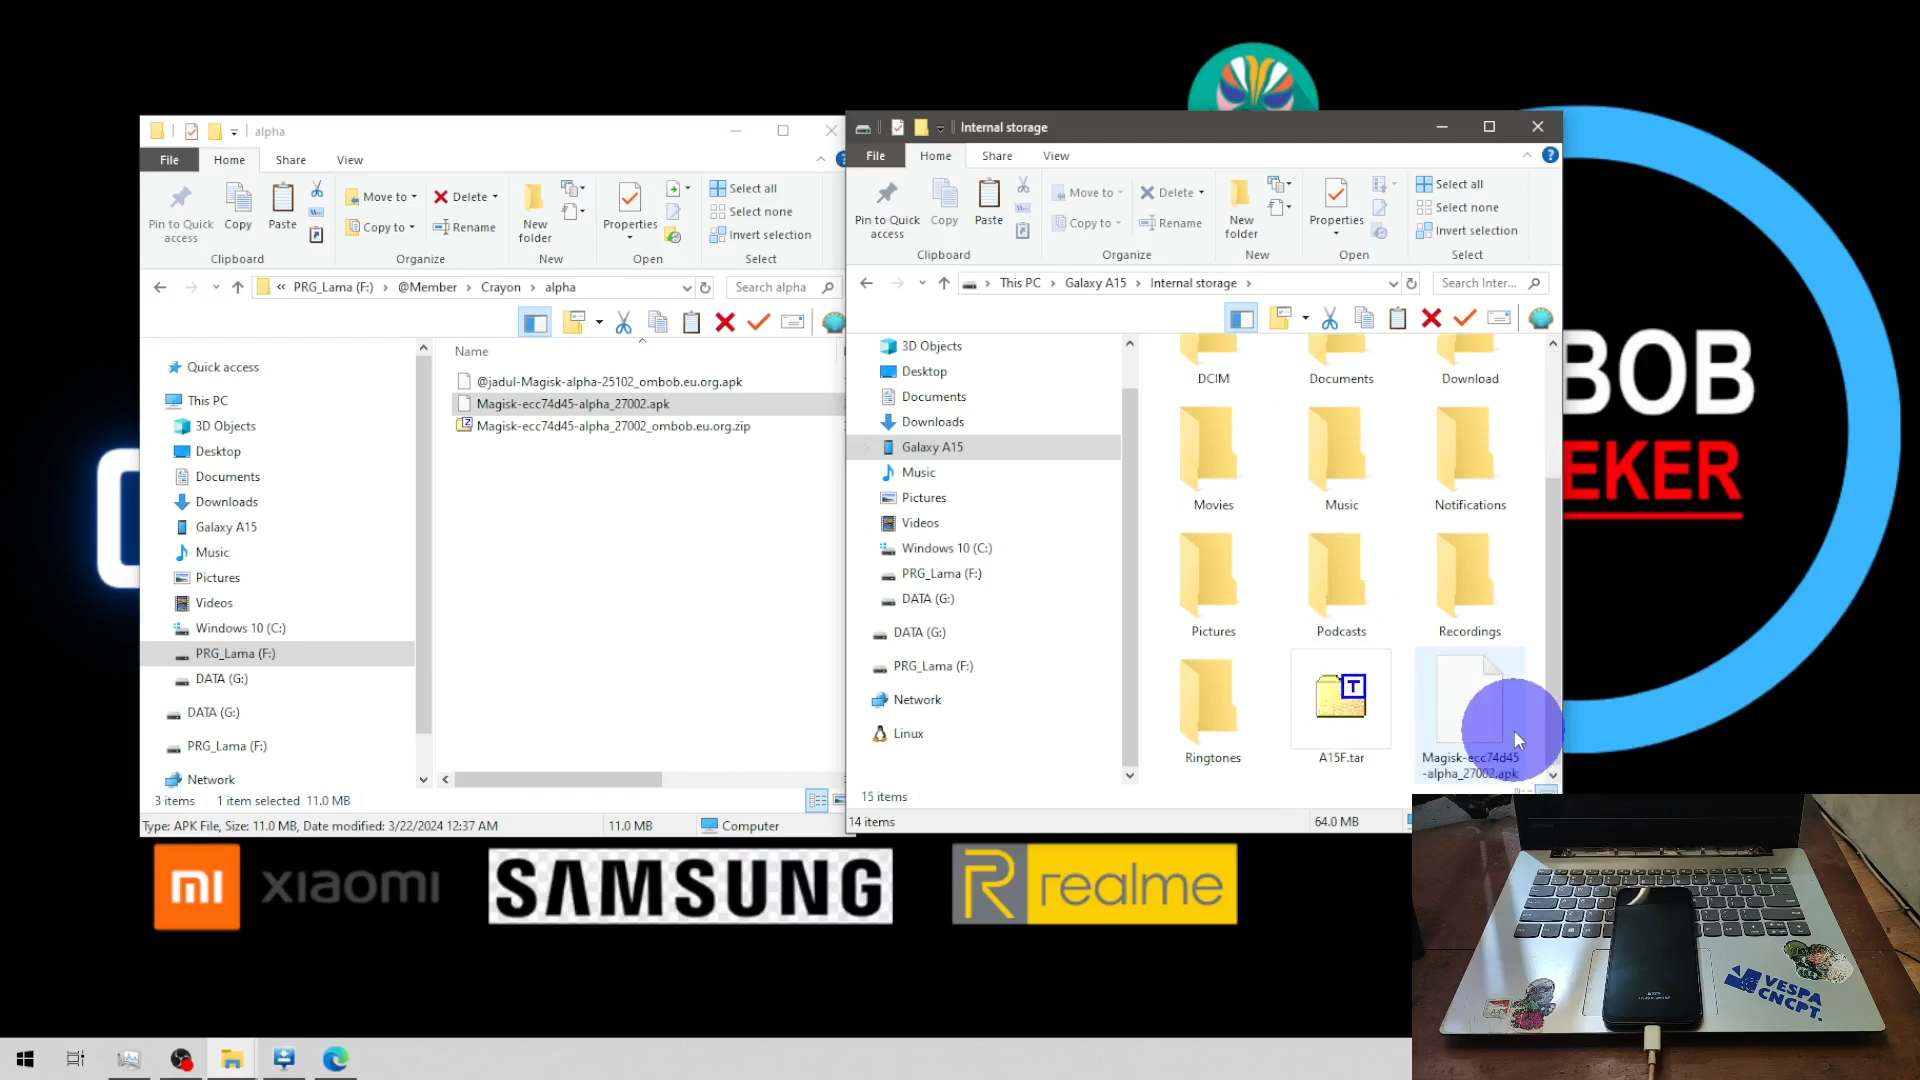 alpha
File
Home
Share
View
Pin to Quick
access
Copy
Paste
Move to
Copy to
Delete
Rename
New
folder
Properties
Select all
Select none
Invert selection
Clipboard
Organize
New
Open
Select
« PRG_Lama (F:) › @Member › Crayon › alpha
Search alpha
Quick access
This PC
3D Objects
Desktop
Documents
Downloads
Galaxy A15
Music
Pictures
Videos
Windows 10 (C:)
PRG_Lama (F:)
DATA (G:)
DATA (G:)
PRG_Lama (F:)
Network
Name
@jadul-Magisk-alpha-25102_ombob.eu.org.apk
Magisk-ecc74d45-alpha_27002.apk
Magisk-ecc74d45-alpha_27002_ombob.eu.org.zip
3 items
1 item selected 11.0 MB
Type: APK File, Size: 11.0 MB, Date modified: 3/22/2024 12:37 AM
11.0 MB
Computer
Internal storage
File
Home
Share
View
Pin to Quick
access
Copy
Paste
Move to
Copy to
Delete
Rename
New
folder
Properties
Select all
Select none
Invert selection
Clipboard
Organize
New
Open
Select
This PC › Galaxy A15 › Internal storage ›
Search Inter...
3D Objects
Desktop
Documents
Downloads
Galaxy A15
Music
Pictures
Videos
Windows 10 (C:)
PRG_Lama (F:)
DATA (G:)
DATA (G:)
PRG_Lama (F:)
Network
Linux
DCIM
Documents
Download
Movies
Music
Notifications
Pictures
Podcasts
Recordings
Ringtones
T
A15F.tar
Magisk-ecc74d45
-alpha_27002.apk
15 items
14 items
64.0 MB
BOB
EKER
mi
xiaomi
SAMSUNG
R
realme
VESPA
CNCPT.